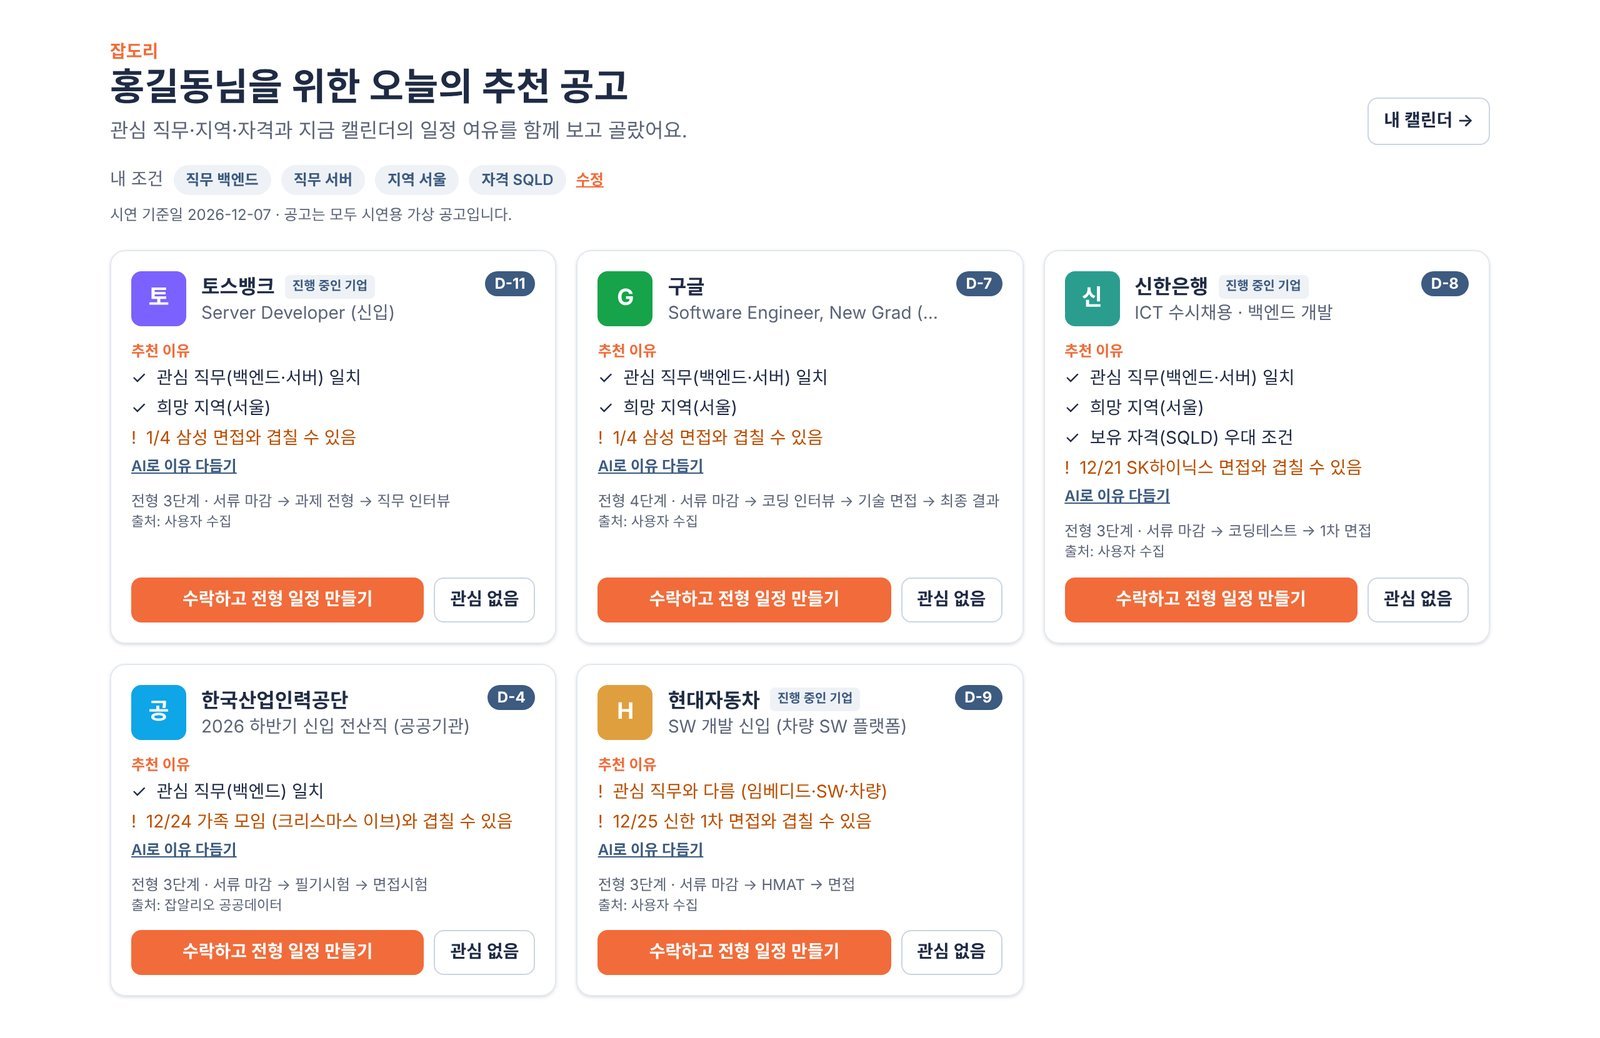 잡도리
홍길동님을 위한 오늘의 추천 공고
관심 직무·지역·자격과 지금 캘린더의 일정 여유를 함께 보고 골랐어요.
내 캘린더 →
내 조건 직무 백엔드 직무 서버 지역 서울 자격 SQLD 수정
시연 기준일 2026-12-07 · 공고는 모두 시연용 가상 공고입니다.
토
토스뱅크 진행 중인 기업 D-11
Server Developer (신입)
추천 이유
✓ 관심 직무(백엔드·서버) 일치
✓ 희망 지역(서울)
! 1/4 삼성 면접와 겹칠 수 있음
AI로 이유 다듬기
전형 3단계 · 서류 마감 → 과제 전형 → 직무 인터뷰
출처: 사용자 수집
수락하고 전형 일정 만들기 관심 없음
G
구글 D-7
Software Engineer, New Grad (...
추천 이유
✓ 관심 직무(백엔드·서버) 일치
✓ 희망 지역(서울)
! 1/4 삼성 면접와 겹칠 수 있음
AI로 이유 다듬기
전형 4단계 · 서류 마감 → 코딩 인터뷰 → 기술 면접 → 최종 결과
출처: 사용자 수집
수락하고 전형 일정 만들기 관심 없음
신
신한은행 진행 중인 기업 D-8
ICT 수시채용 · 백엔드 개발
추천 이유
✓ 관심 직무(백엔드·서버) 일치
✓ 희망 지역(서울)
✓ 보유 자격(SQLD) 우대 조건
! 12/21 SK하이닉스 면접와 겹칠 수 있음
AI로 이유 다듬기
전형 3단계 · 서류 마감 → 코딩테스트 → 1차 면접
출처: 사용자 수집
수락하고 전형 일정 만들기 관심 없음
공
한국산업인력공단 D-4
2026 하반기 신입 전산직 (공공기관)
추천 이유
✓ 관심 직무(백엔드) 일치
! 12/24 가족 모임 (크리스마스 이브)와 겹칠 수 있음
AI로 이유 다듬기
전형 3단계 · 서류 마감 → 필기시험 → 면접시험
출처: 잡알리오 공공데이터
수락하고 전형 일정 만들기 관심 없음
H
현대자동차 진행 중인 기업 D-9
SW 개발 신입 (차량 SW 플랫폼)
추천 이유
! 관심 직무와 다름 (임베디드·SW·차량)
! 12/25 신한 1차 면접와 겹칠 수 있음
AI로 이유 다듬기
전형 3단계 · 서류 마감 → HMAT → 면접
출처: 사용자 수집
수락하고 전형 일정 만들기 관심 없음